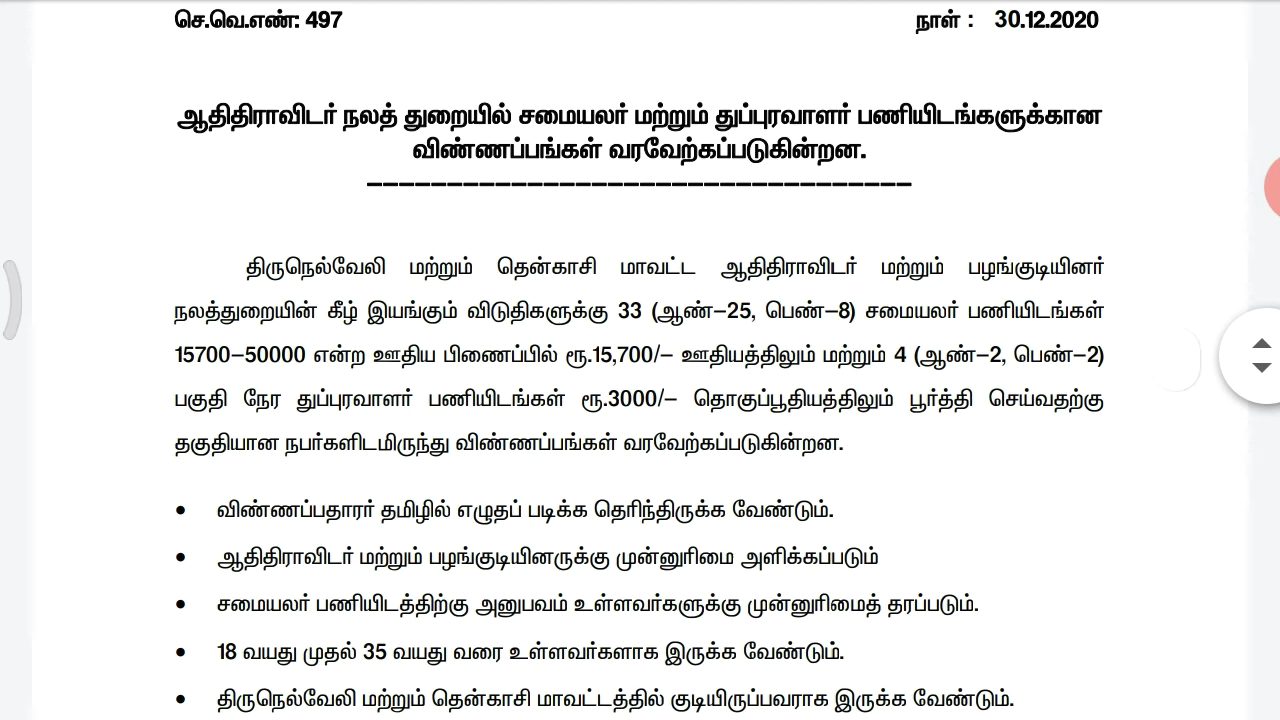 செ.வெ.எண்: 497 நாள் : 30.12.2020
ஆதிதிராவிடர் நலத் துறையில் சமையலர் மற்றும் துப்புரவாளர் பணியிடங்களுக்கான
விண்ணப்பங்கள் வரவேற்கப்படுகின்றன.
திருநெல்வேலி மற்றும் தென்காசி மாவட்ட ஆதிதிராவிடர் மற்றும் பழங்குடியினர்
நலத்துறையின் கீழ் இயங்கும் விடுதிகளுக்கு 33 (ஆண்–25, பெண்–8) சமையலர் பணியிடங்கள்
15700–50000 என்ற ஊதிய பிணைப்பில் ரூ.15,700/– ஊதியத்திலும் மற்றும் 4 (ஆண்–2, பெண்–2)
பகுதி நேர துப்புரவாளர் பணியிடங்கள் ரூ.3000/– தொகுப்பூதியத்திலும் பூர்த்தி செய்வதற்கு
தகுதியான நபர்களிடமிருந்து விண்ணப்பங்கள் வரவேற்கப்படுகின்றன.
• விண்ணப்பதாரர் தமிழில் எழுதப் படிக்க தெரிந்திருக்க வேண்டும்.
• ஆதிதிராவிடர் மற்றும் பழங்குடியினருக்கு முன்னுரிமை அளிக்கப்படும்
• சமையலர் பணியிடத்திற்கு அனுபவம் உள்ளவர்களுக்கு முன்னுரிமைத் தரப்படும்.
• 18 வயது முதல் 35 வயது வரை உள்ளவர்களாக இருக்க வேண்டும்.
• திருநெல்வேலி மற்றும் தென்காசி மாவட்டத்தில் குடியிருப்பவராக இருக்க வேண்டும்.